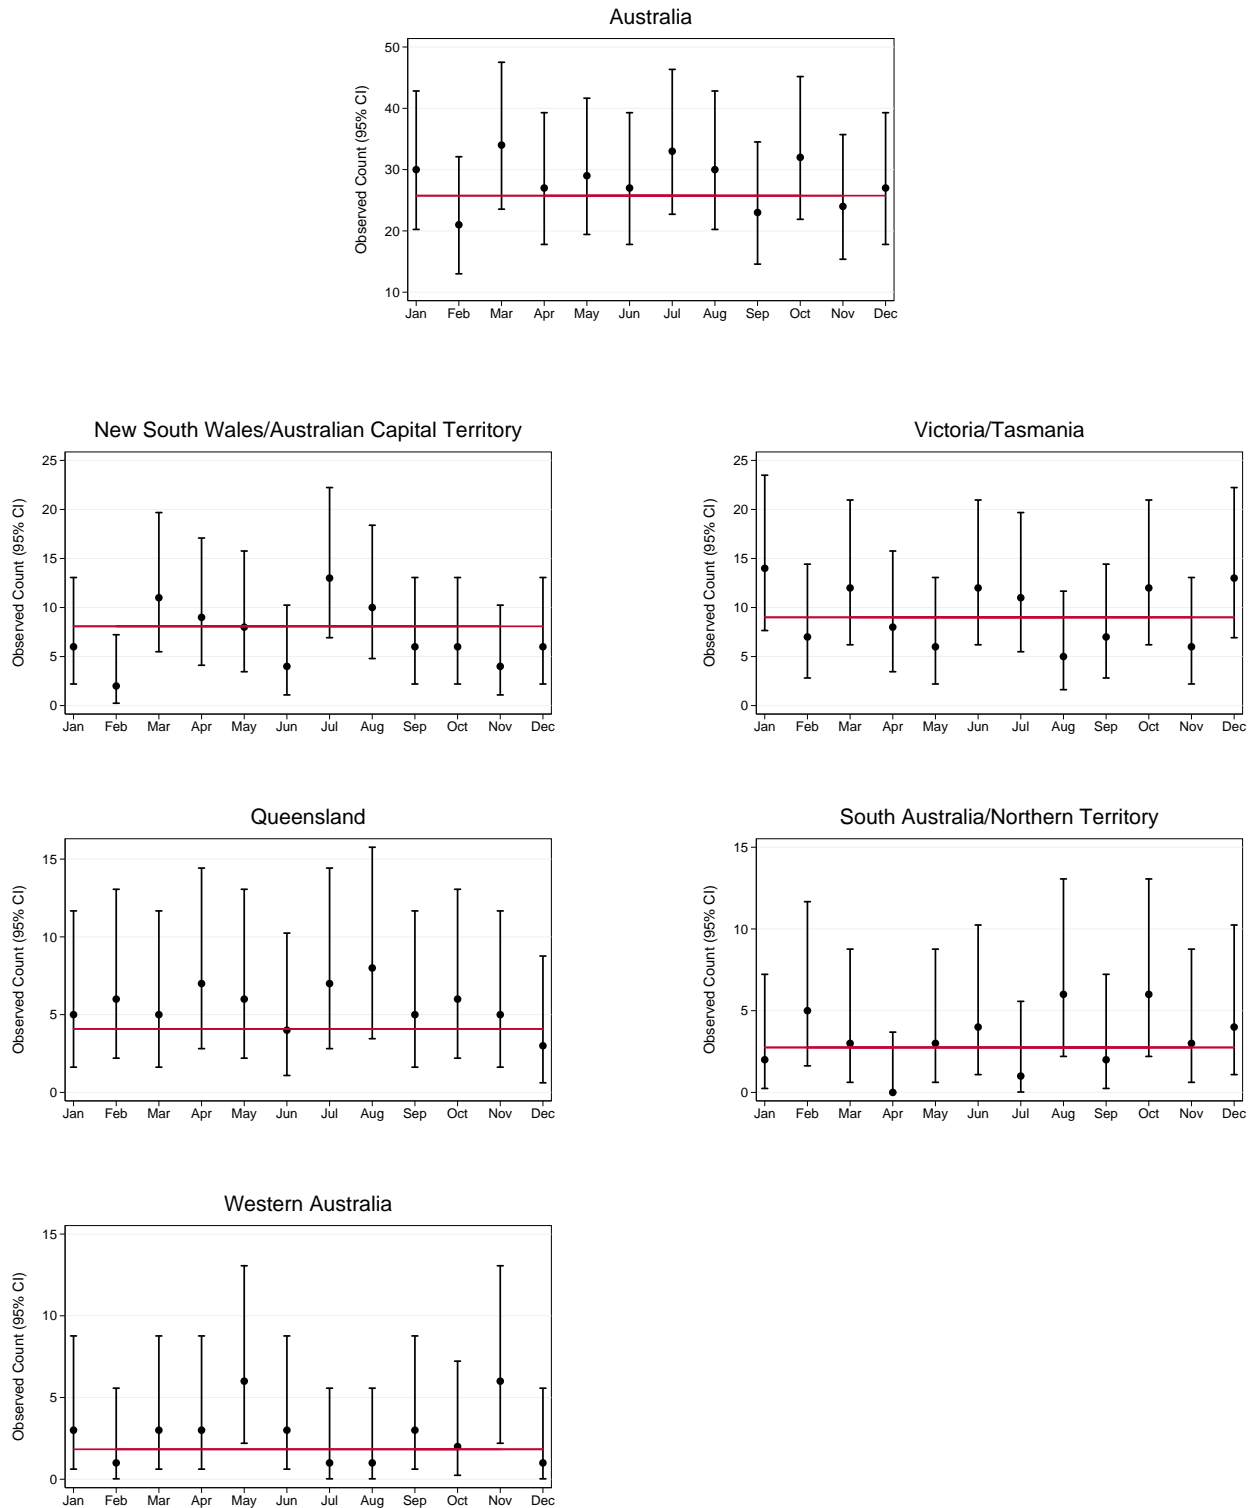 Australia
Observed Count (95% CI)
50
40
30
20
10
Jan Feb Mar Apr May Jun Jul Aug Sep Oct Nov Dec
New South Wales/Australian Capital Territory
Observed Count (95% CI)
25
20
15
10
5
0
Jan Feb Mar Apr May Jun Jul Aug Sep Oct Nov Dec
Victoria/Tasmania
Observed Count (95% CI)
25
20
15
10
5
0
Jan Feb Mar Apr May Jun Jul Aug Sep Oct Nov Dec
Queensland
Observed Count (95% CI)
15
10
5
0
Jan Feb Mar Apr May Jun Jul Aug Sep Oct Nov Dec
South Australia/Northern Territory
Observed Count (95% CI)
15
10
5
0
Jan Feb Mar Apr May Jun Jul Aug Sep Oct Nov Dec
Western Australia
Observed Count (95% CI)
15
10
5
0
Jan Feb Mar Apr May Jun Jul Aug Sep Oct Nov Dec